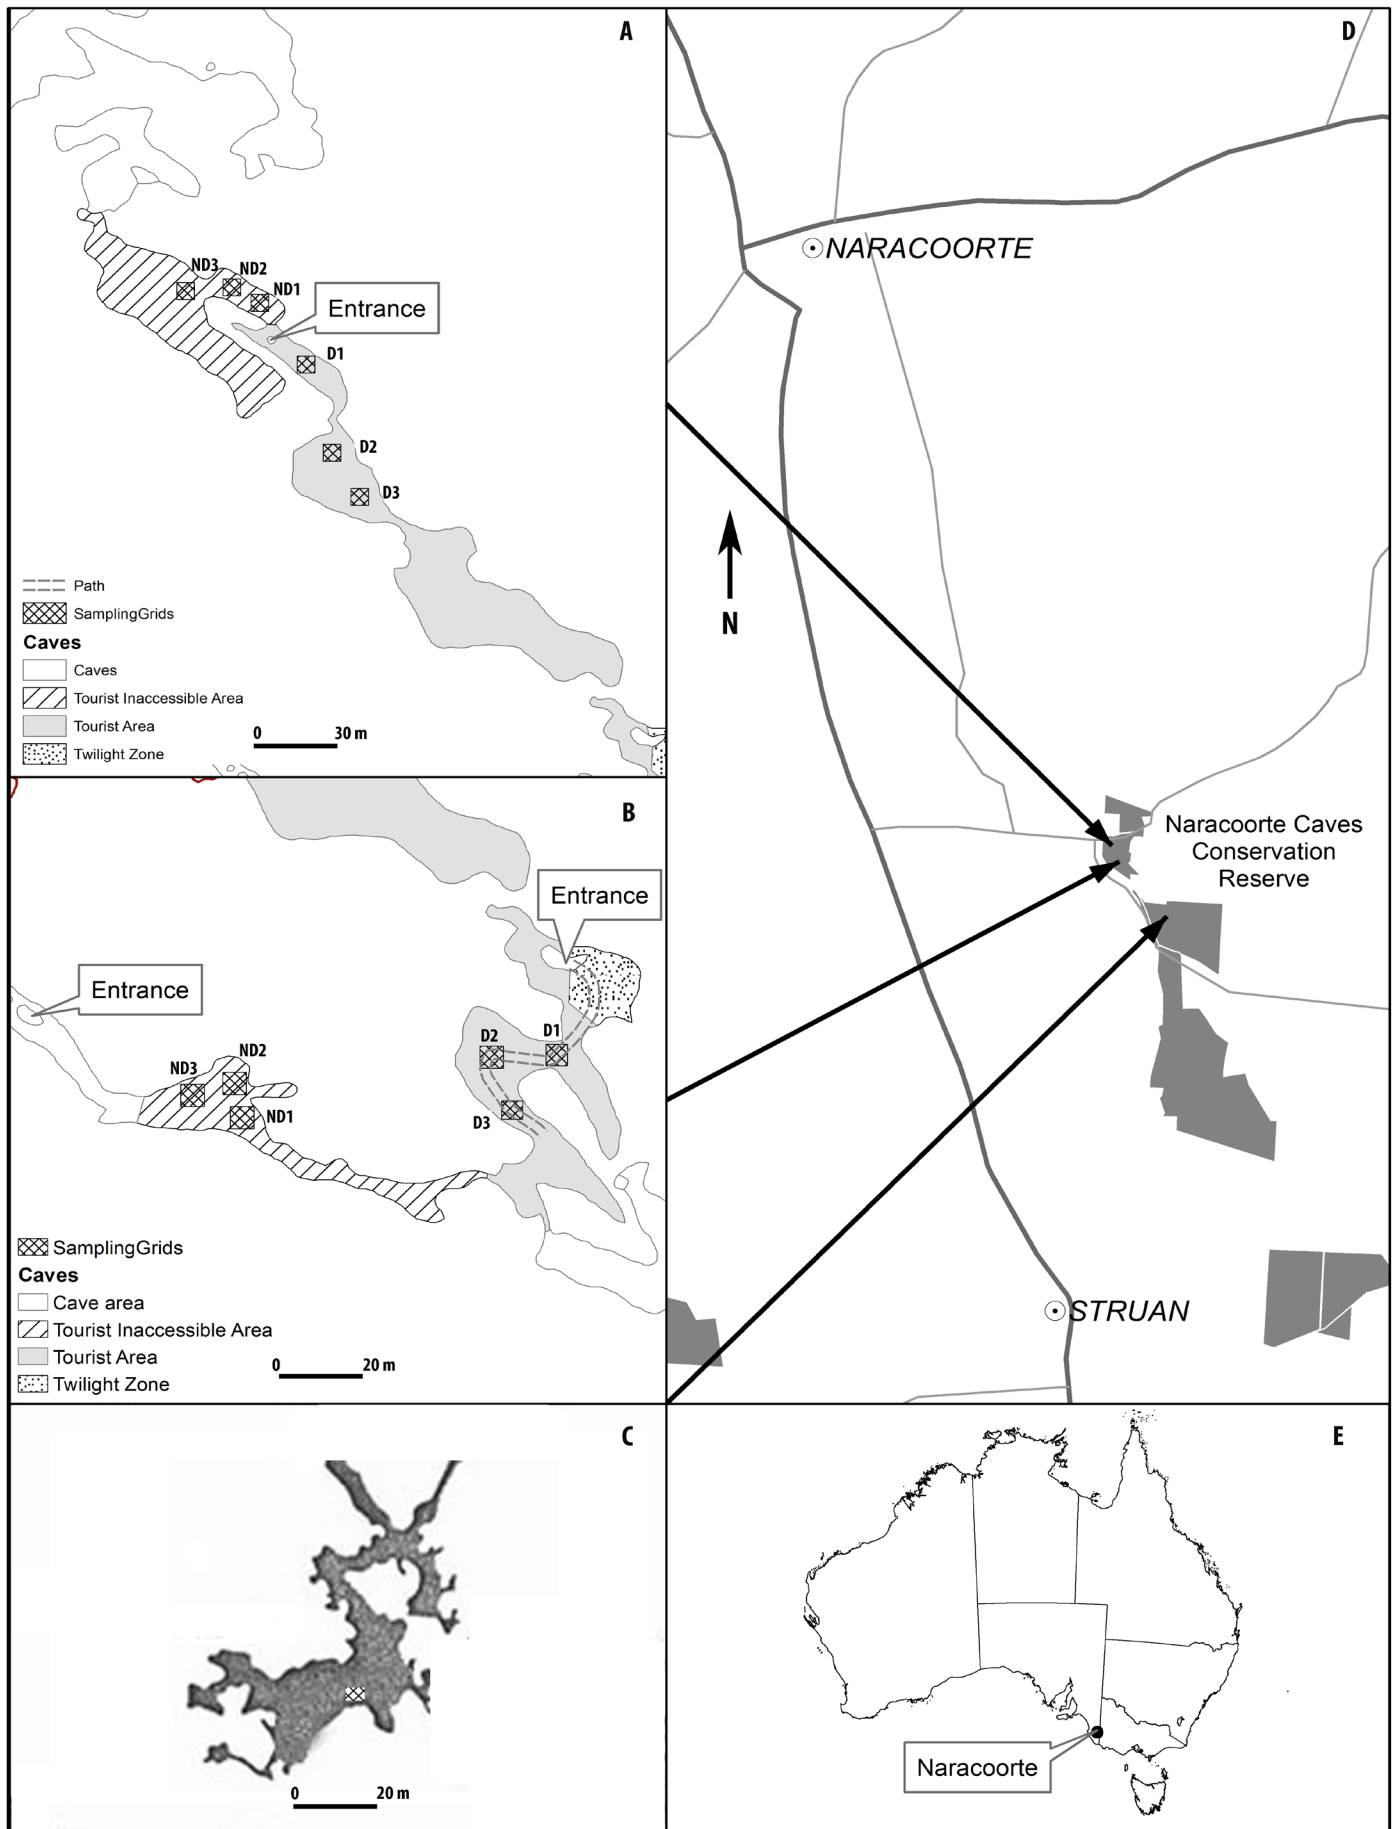 A
ND3
ND2
ND1
Entrance
D1
D2
D3
Path
SamplingGrids
Caves
Caves
Tourist Inaccessible Area
Tourist Area
Twilight Zone
0 30 m
B
Entrance
Entrance
ND3
ND2
ND1
D2
D1
D3
SamplingGrids
Caves
Cave area
Tourist Inaccessible Area
Tourist Area
Twilight Zone
0 20 m
C
0 20 m
D
NARACOORTE
N
Naracoorte Caves
Conservation
Reserve
STRUAN
E
Naracoorte